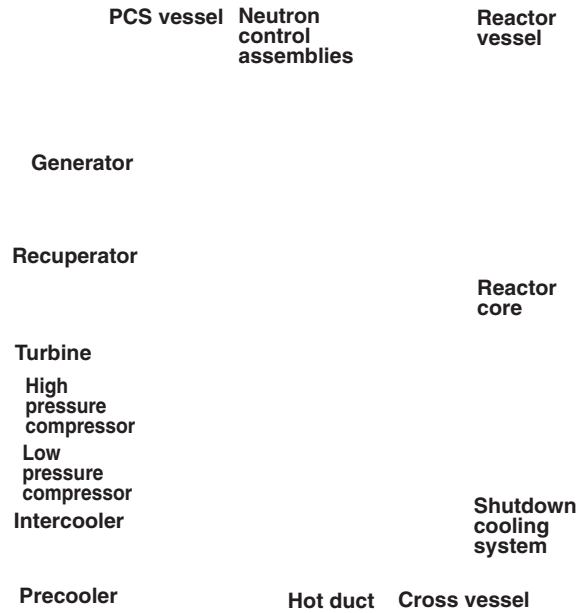 PCS vessel
Neutron
control
assemblies
Reactor
vessel
Generator
Recuperator
Reactor
core
Turbine
High
pressure
compressor
Low
pressure
compressor
Intercooler
Shutdown
cooling
system
Precooler
Hot duct
Cross vessel